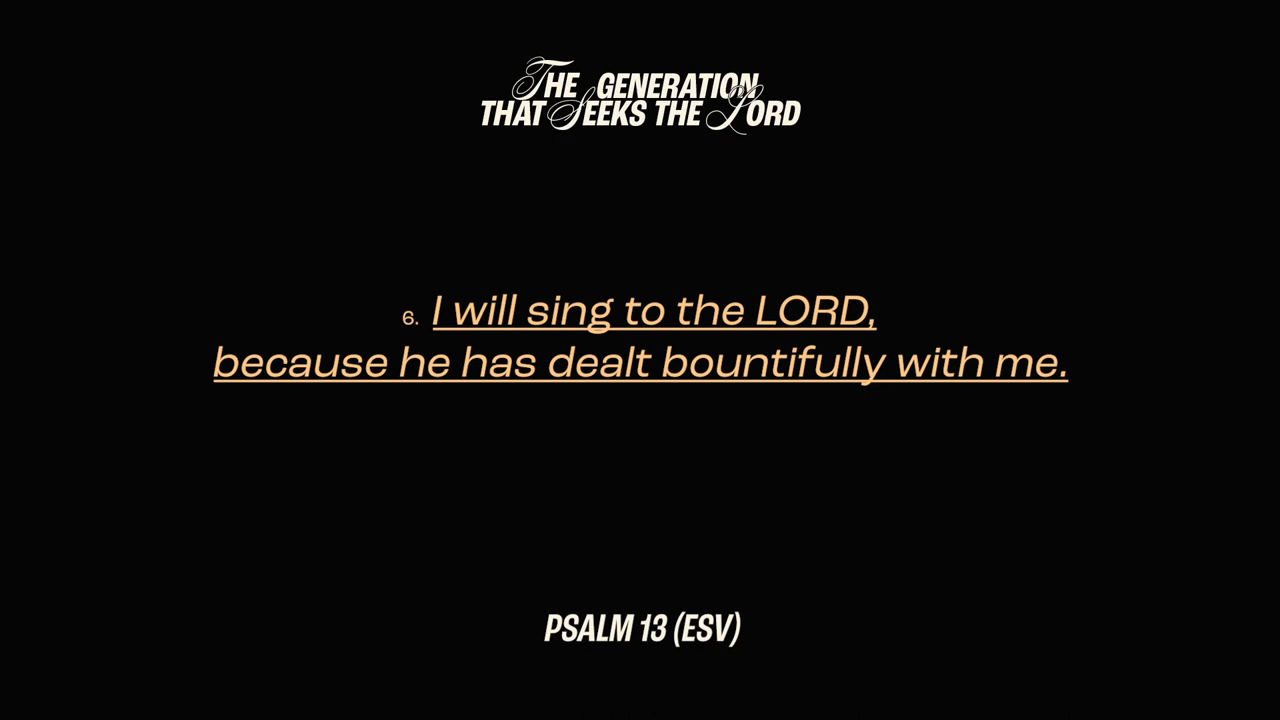 THE GENERATION
THAT SEEKS THE LORD
6. I will sing to the LORD,
because he has dealt bountifully with me.
PSALM 13 (ESV)